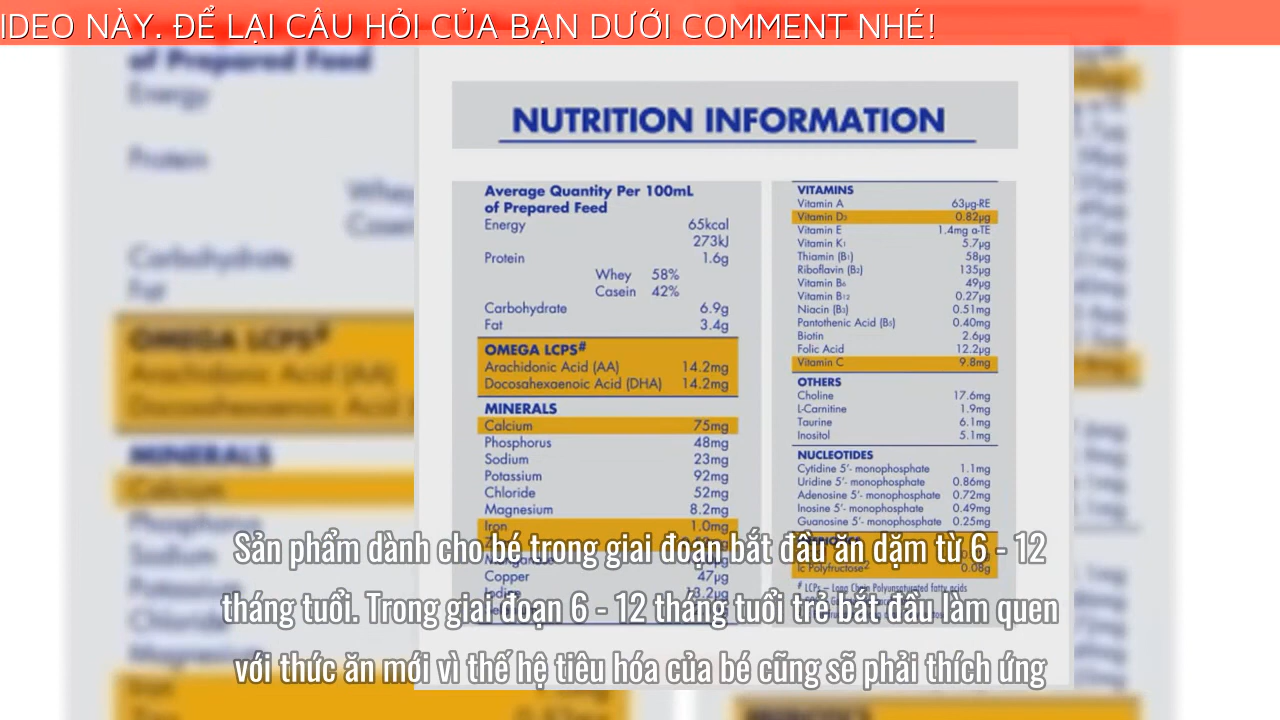 IDEO NÀY. ĐỂ LẠI CÂU HỎI CỦA BẠN DƯỚI COMMENT NHÉ!
NUTRITION INFORMATION
Average Quantity Per 100mL
of Prepared Feed
Energy 65kcal
273kJ
Protein 1.6g
Whey 58%
Casein 42%
Carbohydrate 6.9g
Fat 3.4g
OMEGA LCPS#
Arachidonic Acid (AA) 14.2mg
Docosahexaenoic Acid (DHA) 14.2mg
MINERALS
Calcium 75mg
Phosphorus 48mg
Sodium 23mg
Potassium 92mg
Chloride 52mg
Magnesium 8.2mg
Iron 1.0mg
Copper 47µg
VITAMINS
Vitamin A 63µg-RE
Vitamin D3 0.82µg
Vitamin E 1.4mg α-TE
Vitamin K1 5.7µg
Thiamin (B1) 58µg
Riboflavin (B2) 135µg
Vitamin B6 49µg
Vitamin B12 0.27µg
Niacin (B3) 0.51mg
Pantothenic Acid (B5) 0.40mg
Biotin 2.6µg
Folic Acid 12.2µg
Vitamin C 9.8mg
OTHERS
Choline 17.6mg
L-Carnitine 1.9mg
Taurine 6.1mg
Inositol 5.1mg
NUCLEOTIDES
Cytidine 5'- monophosphate 1.1mg
Uridine 5'- monophosphate 0.86mg
Adenosine 5'- monophosphate 0.72mg
Inosine 5'- monophosphate 0.49mg
Guanosine 5'- monophosphate 0.25mg
lc Polyfructose2 0.08g
# LCPs – Long Chain Polyunsaturated fatty acids
Sản phẩm dành cho bé trong giai đoạn bắt đầu ăn dặm từ 6 - 12
tháng tuổi. Trong giai đoạn 6 - 12 tháng tuổi trẻ bắt đầu làm quen
với thức ăn mới vì thế hệ tiêu hóa của bé cũng sẽ phải thích ứng